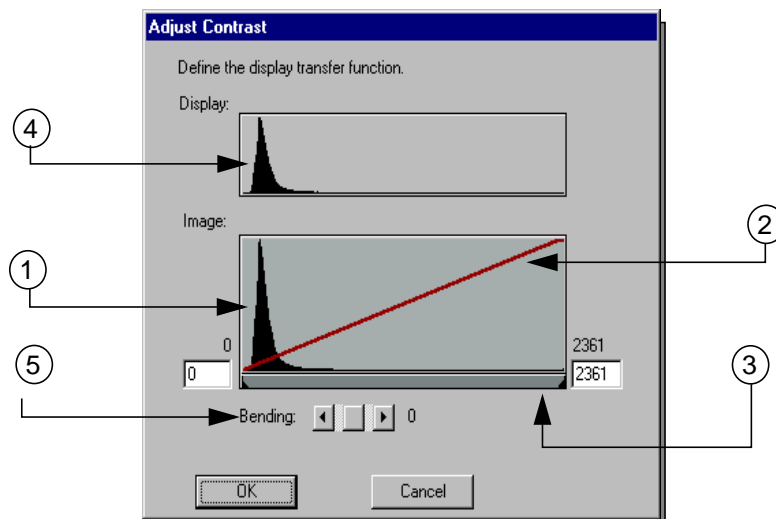 Adjust Contrast
Define the display transfer function.
Display:
4
Image:
2
1
0
2361
5
0
2361
3
Bending:
0
OK
Cancel